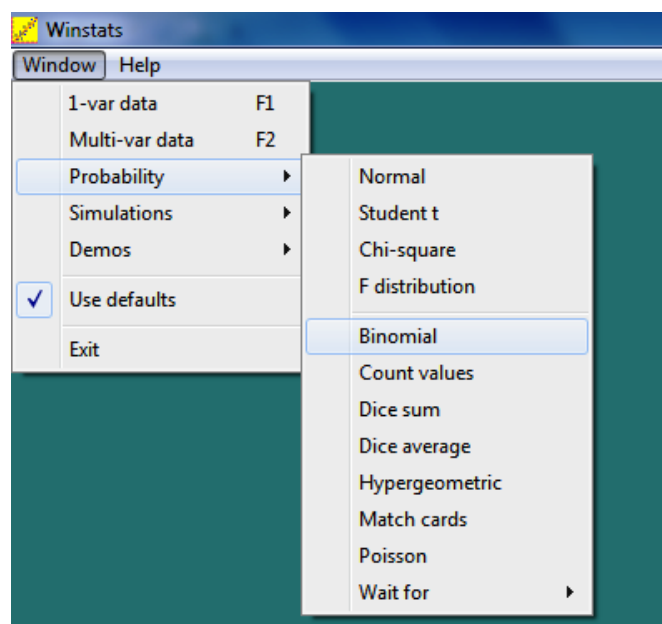 Winstats
Window Help
1-var data F1
Multi-var data F2
Probability
Simulations
Demos
Use defaults
Exit
Normal
Student t
Chi-square
F distribution
Binomial
Count values
Dice sum
Dice average
Hypergeometric
Match cards
Poisson
Wait for